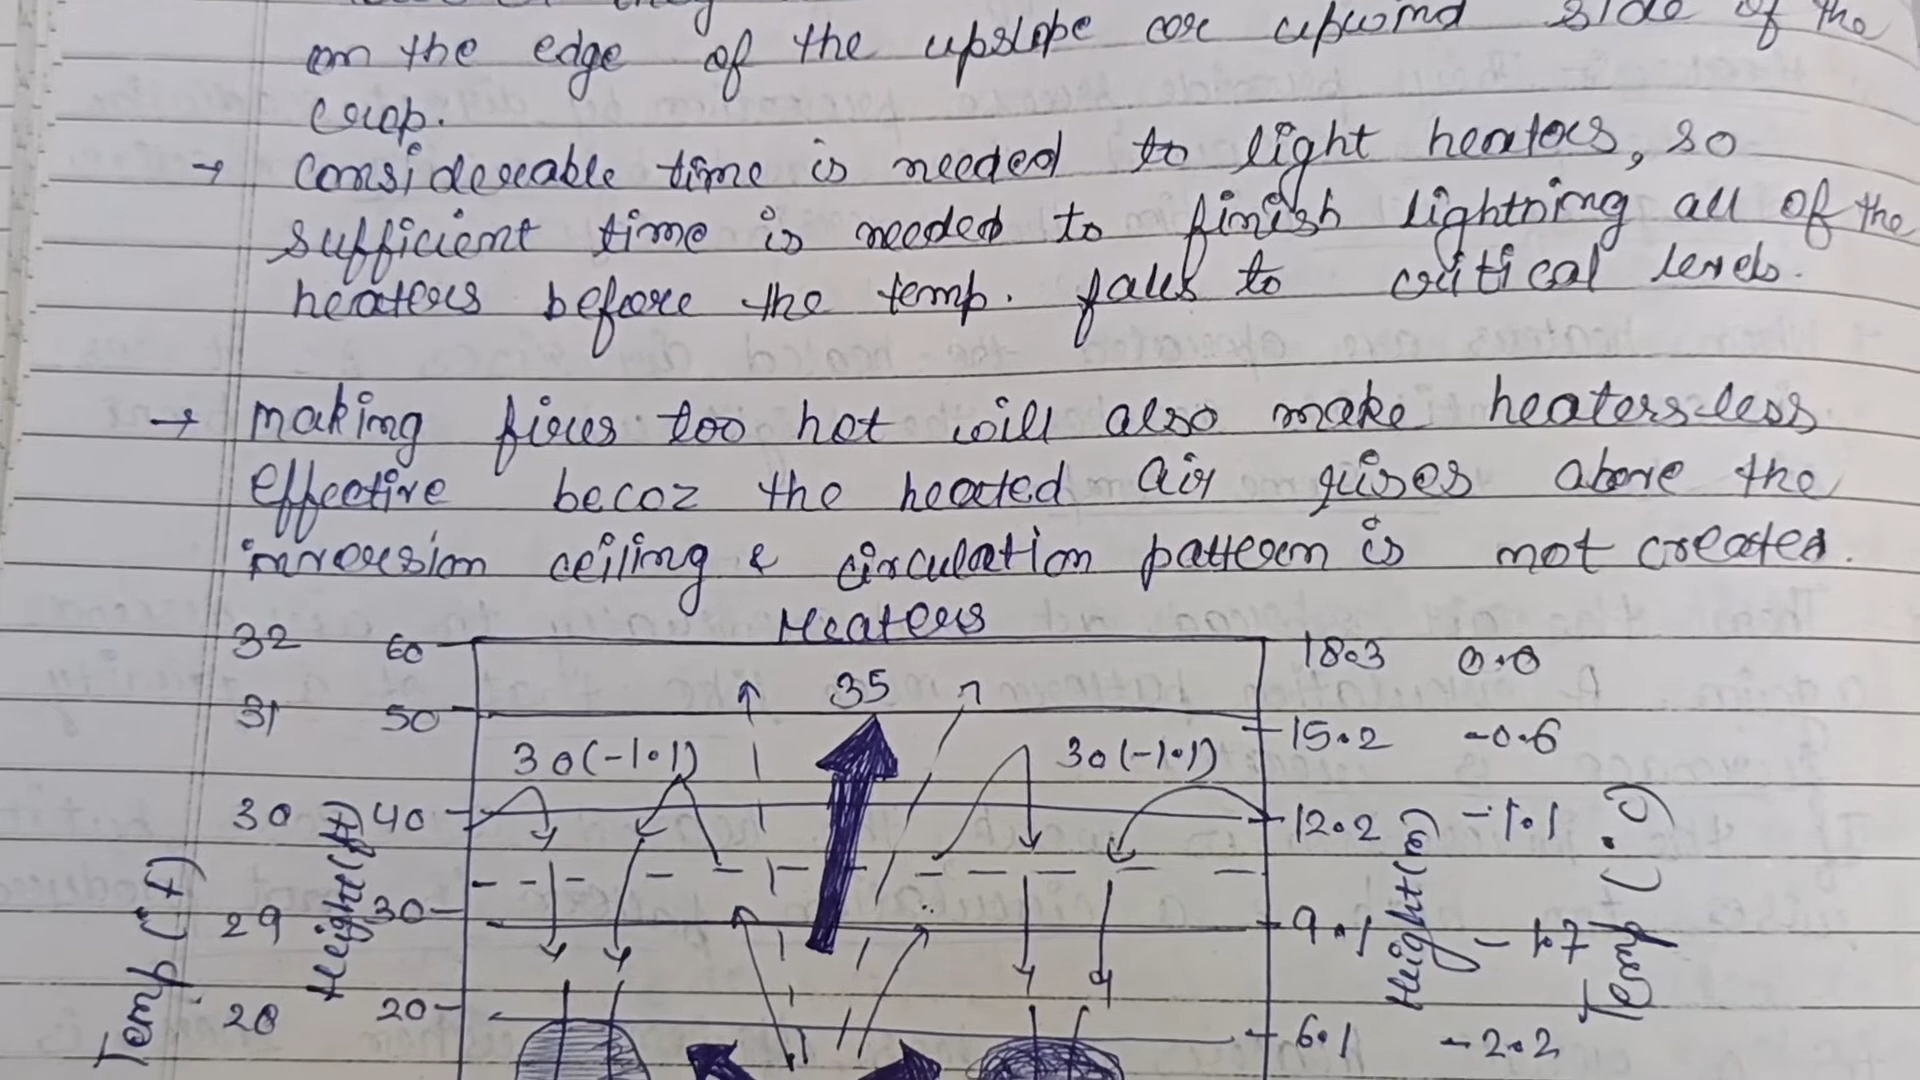 on the edge of the upslope or upwind side of the
crop.
→ Considerable time is needed to light heaters, so
sufficient time is needed to finish lightning all of the
heaters before the temp. falls to critical levels.
→ making fires too hot will also make heaters less
effective becoz the heated air rises above the
inversion ceiling & circulation pattern is not created.
Heaters
32 60 18.3 0.0
35
31 50 15.2 -0.6
30(-1.1) 30(-1.1)
30 40 12.2 -1.1
29 30 9.1 -1.7
28 20 6.1 -2.2
Temp (°f)
Height(ft)
Height(m)
Temp (°C)